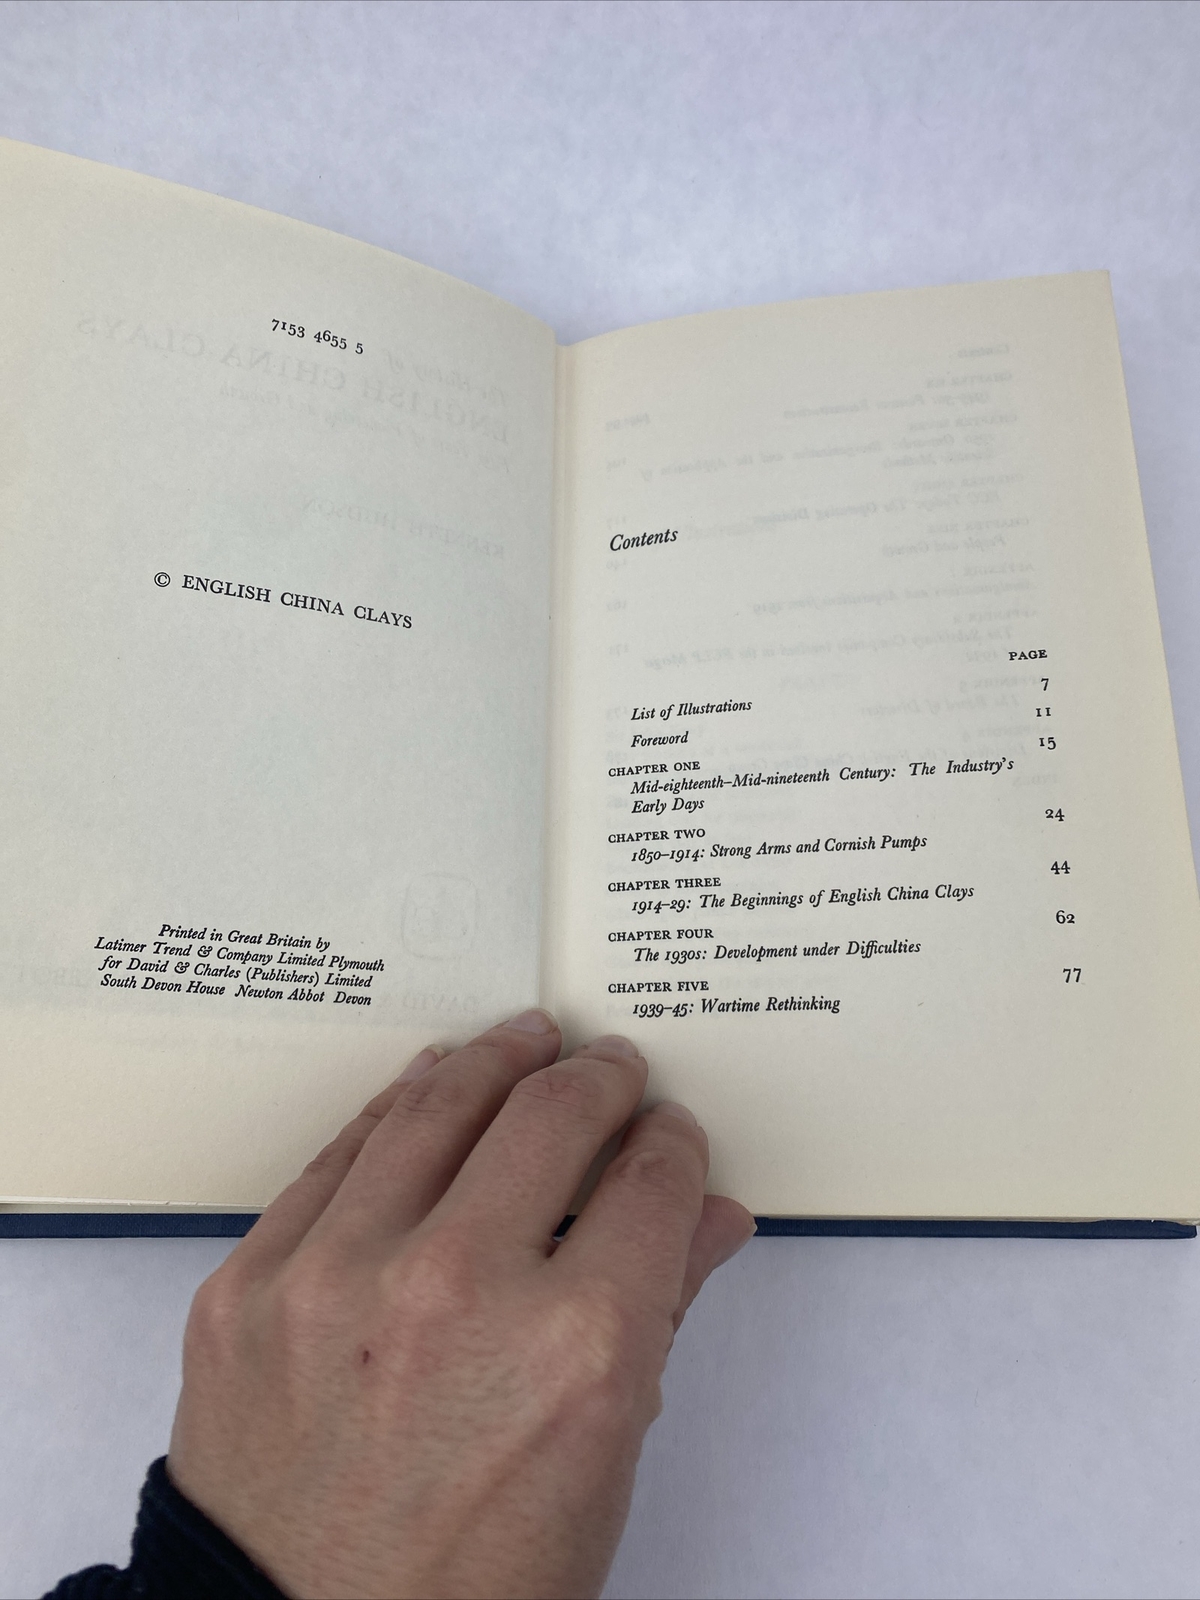 7153 4655 5
© ENGLISH CHINA CLAYS
Printed in Great Britain by
Latimer Trend & Company Limited Plymouth
for David & Charles (Publishers) Limited
South Devon House Newton Abbot Devon
Contents
PAGE
List of Illustrations 7
Foreword 11
CHAPTER ONE 15
Mid-eighteenth–Mid-nineteenth Century: The Industry's
Early Days
CHAPTER TWO 24
1850–1914: Strong Arms and Cornish Pumps
CHAPTER THREE 44
1914–29: The Beginnings of English China Clays
CHAPTER FOUR 62
The 1930s: Development under Difficulties
CHAPTER FIVE 77
1939–45: Wartime Rethinking